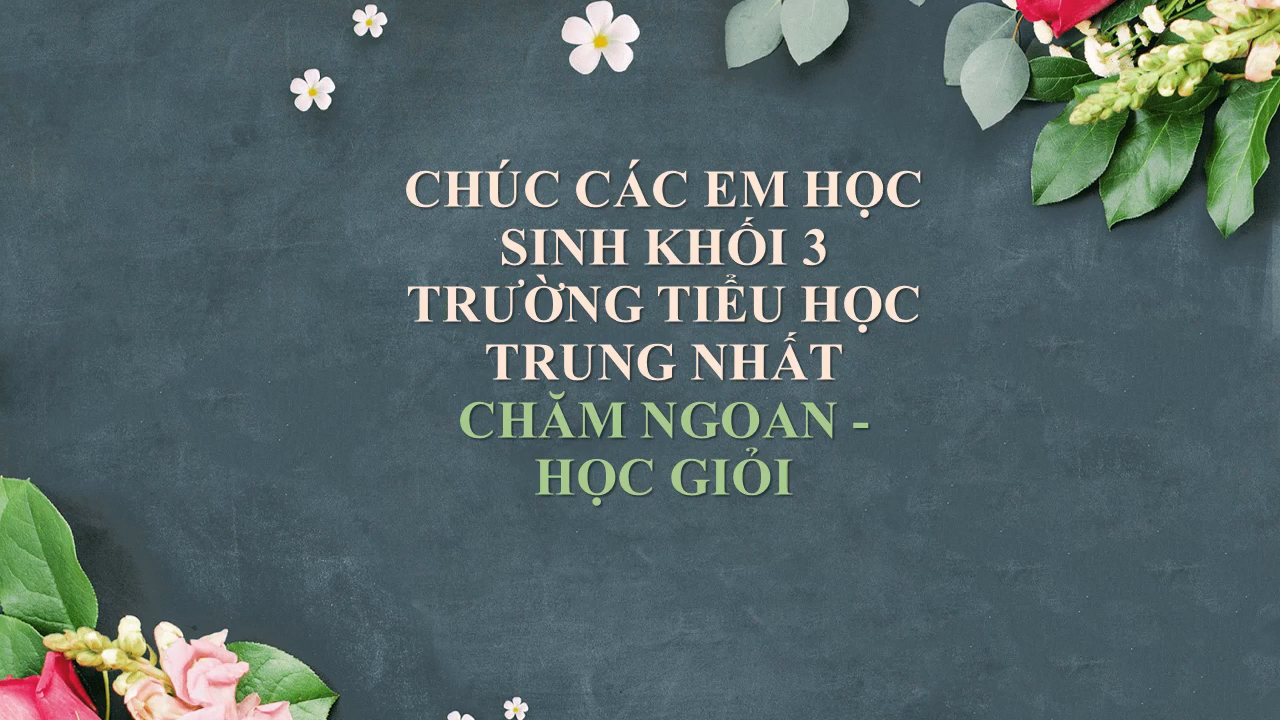 CHÚC CÁC EM HỌC
SINH KHỐI 3
TRƯỜNG TIỂU HỌC
TRUNG NHẤT
CHĂM NGOAN -
HỌC GIỎI